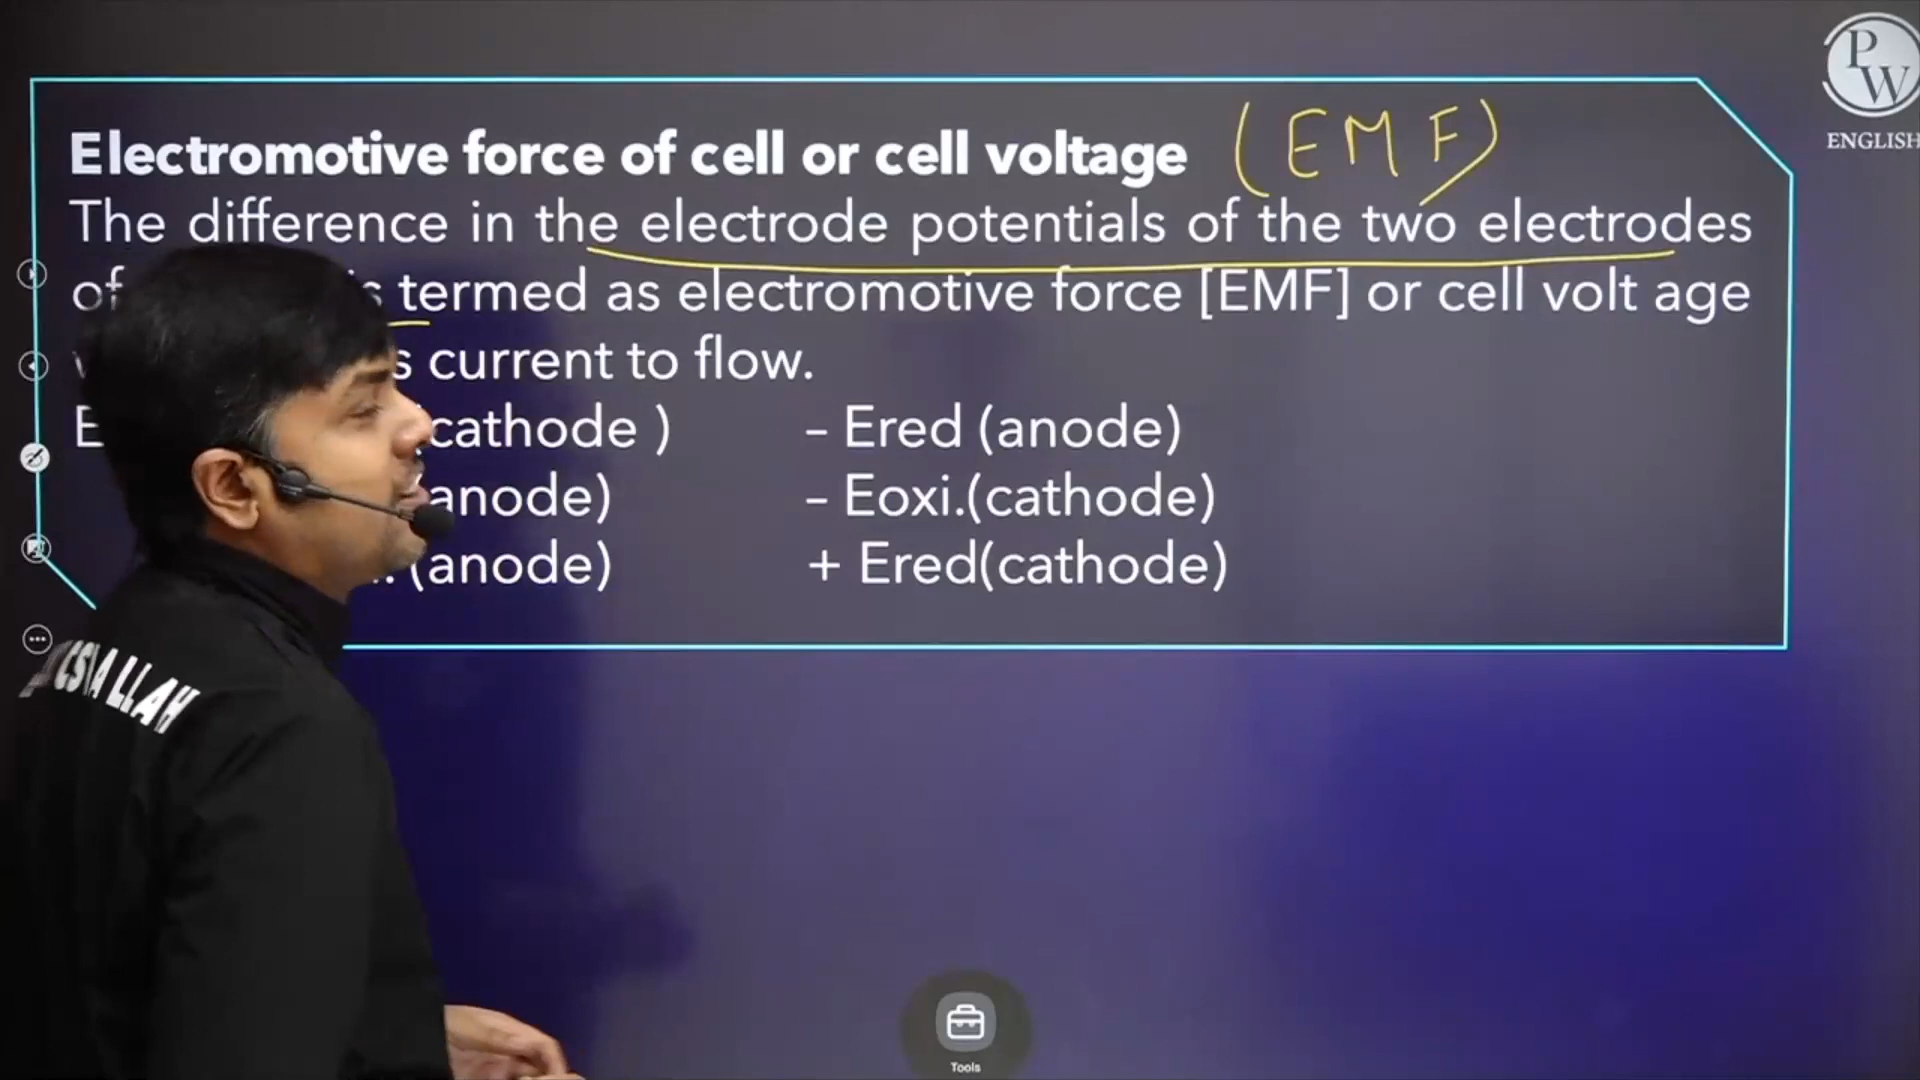 Electromotive force of cell or cell voltage (EMF)
The difference in the electrode potentials of the two electrodes
of termed as electromotive force [EMF] or cell volt age
current to flow.
(cathode ) – Ered (anode)
(anode) – Eoxi.(cathode)
(anode) + Ered(cathode)
PW
ENGLISH
ALLAH
Tools